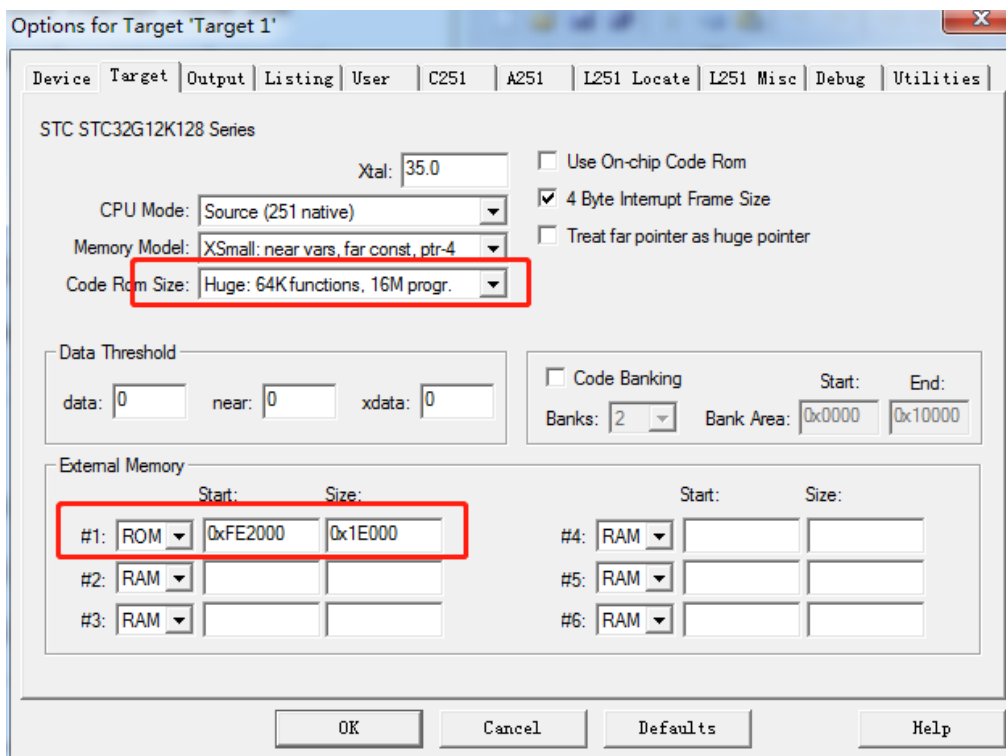 Options for Target 'Target 1'
Device Target Output Listing User C251 A251 L251 Locate L251 Misc Debug Utilities
STC STC32G12K128 Series
Xtal: 35.0
Use On-chip Code Rom
CPU Mode: Source (251 native)
4 Byte Interrupt Frame Size
Memory Model: XSmall: near vars, far const, ptr-4
Treat far pointer as huge pointer
Code Rom Size: Huge: 64K functions, 16M progr.
Data Threshold
data: 0 near: 0 xdata: 0
Code Banking Start: End:
Banks: 2 Bank Area: 0x0000 0x10000
External Memory
Start: Size: Start: Size:
#1: ROM 0xFE2000 0x1E000 #4: RAM
#2: RAM #5: RAM
#3: RAM #6: RAM
OK Cancel Defaults Help